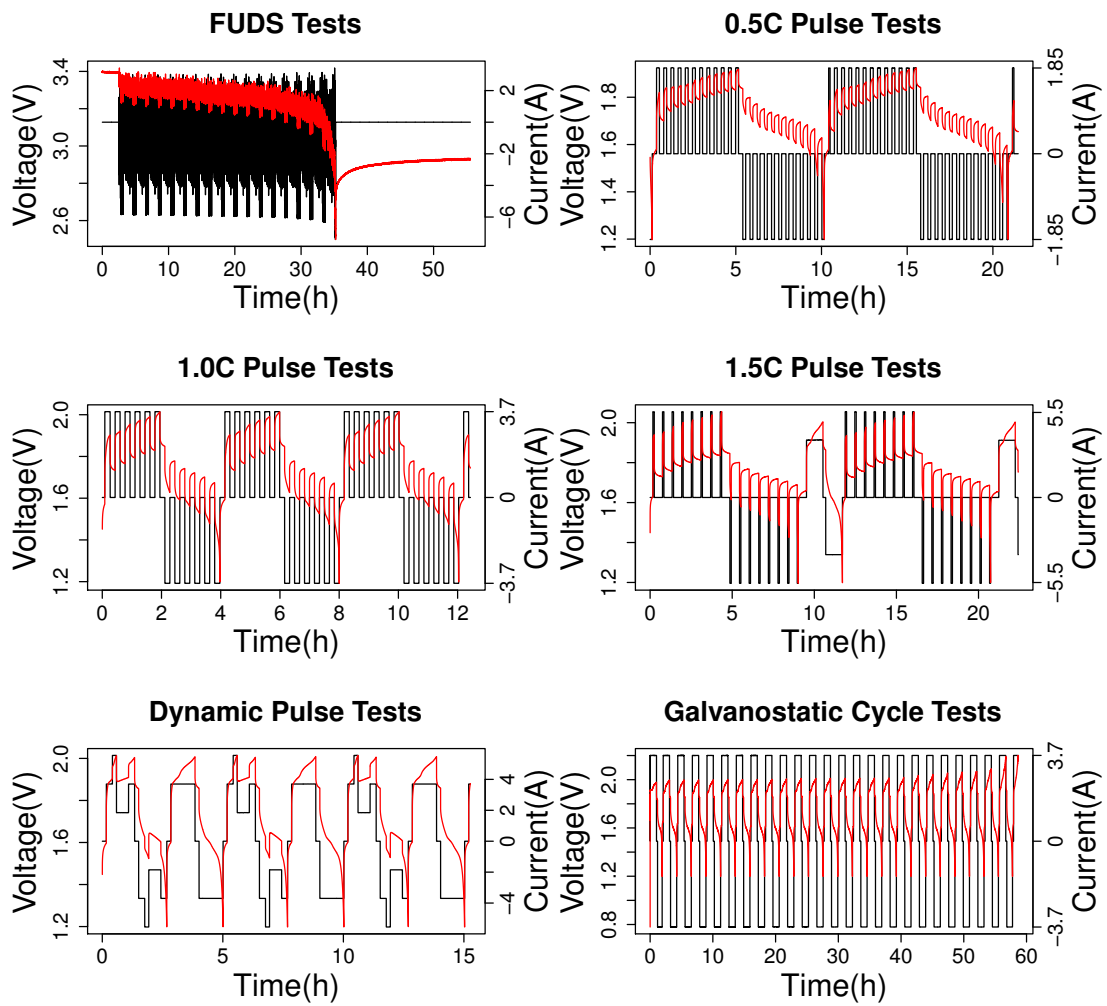 FUDS Tests
Voltage(V)
3.4
3.0
2.6
2
−2
−6
Current(A)
0 10 20 30 40 50
Time(h)
0.5C Pulse Tests
Voltage(V)
1.8
1.6
1.4
1.2
1.85
0
−1.85
Current(A)
0 5 10 15 20
Time(h)
1.0C Pulse Tests
Voltage(V)
2.0
1.6
1.2
3.7
0
−3.7
Current(A)
0 2 4 6 8 10 12
Time(h)
1.5C Pulse Tests
Voltage(V)
2.0
1.6
1.2
5.5
0
−5.5
Current(A)
0 5 10 15 20
Time(h)
Dynamic Pulse Tests
Voltage(V)
2.0
1.6
1.2
4
2
0
−4
Current(A)
0 5 10 15
Time(h)
Galvanostatic Cycle Tests
Voltage(V)
2.0
1.6
1.2
0.8
3.7
0
−3.7
Current(A)
0 10 20 30 40 50 60
Time(h)